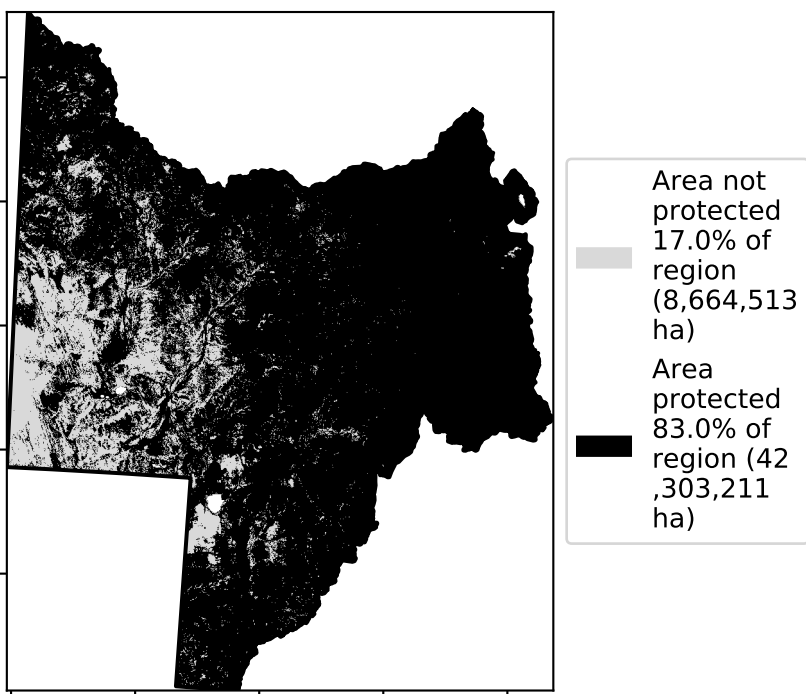 Area not
protected
17.0% of
region
(8,664,513
ha)
Area
protected
83.0% of
region (42
,303,211
ha)